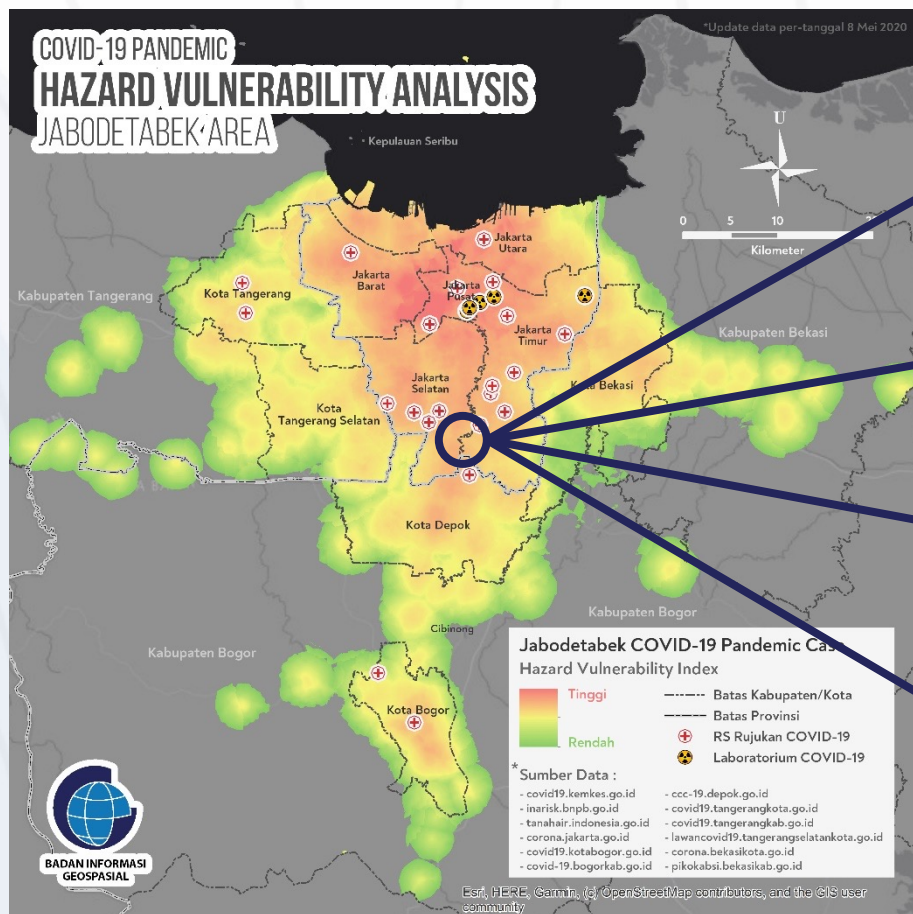 *Update data per-tanggal 8 Mei 2020
COVID-19 PANDEMIC
HAZARD VULNERABILITY ANALYSIS
JABODETABEK AREA
Kepulauan Seribu
U
0 5 10
Kilometer
Jakarta
Utara
Jakarta
Barat
Jakarta
Pusat
Kota Tangerang
Kabupaten Tangerang
Jakarta
Timur
Kabupaten Bekasi
Jakarta
Selatan
Kota Bekasi
Kota
Tangerang Selatan
Kota Depok
Kabupaten Bogor
Cibinong
Kabupaten Bogor
Kota Bogor
Jabodetabek COVID-19 Pandemic Case
Hazard Vulnerability Index
Tinggi
Rendah
Batas Kabupaten/Kota
Batas Provinsi
RS Rujukan COVID-19
Laboratorium COVID-19
*Sumber Data :
- covid19.kemkes.go.id
- inarisk.bnpb.go.id
- tanahair.indonesia.go.id
- corona.jakarta.go.id
- covid19.kotabogor.go.id
- covid-19.bogorkab.go.id
- ccc-19.depok.go.id
- covid19.tangerangkota.go.id
- covid19.tangerangkab.go.id
- lawancovid19.tangerangselatankota.go.id
- corona.bekasikota.go.id
- pikokabsi.bekasikab.go.id
BADAN INFORMASI
GEOSPASIAL
Esri, HERE, Garmin, (c) OpenStreetMap contributors, and the GIS user
community